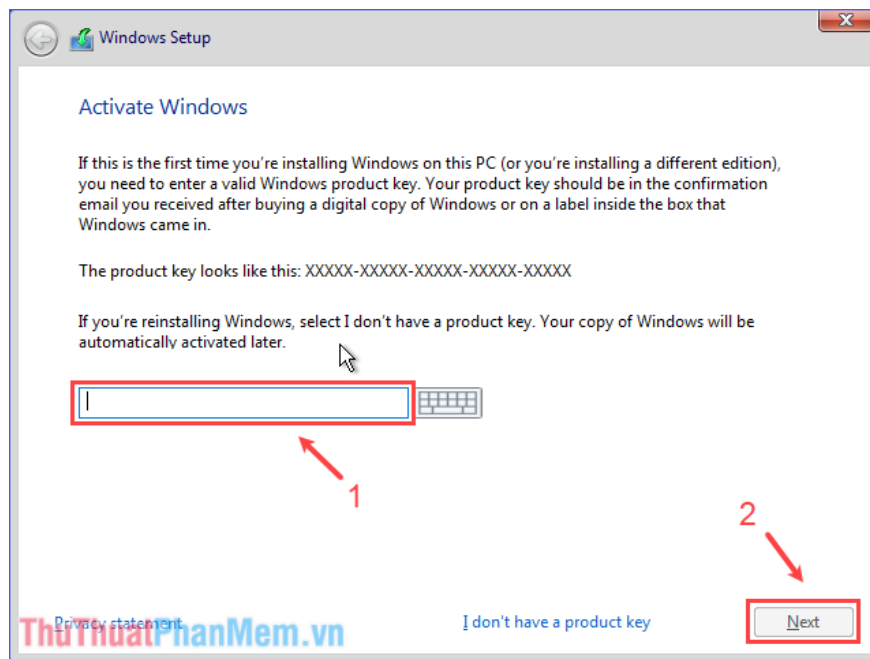 Windows Setup
Activate Windows
If this is the first time you're installing Windows on this PC (or you're installing a different edition),
you need to enter a valid Windows product key. Your product key should be in the confirmation
email you received after buying a digital copy of Windows or on a label inside the box that
Windows came in.
The product key looks like this: XXXXX-XXXXX-XXXXX-XXXXX-XXXXX
If you're reinstalling Windows, select I don't have a product key. Your copy of Windows will be
automatically activated later.
1
2
Privacy statement
ThuThuatPhanMem.vn
I don't have a product key
Next